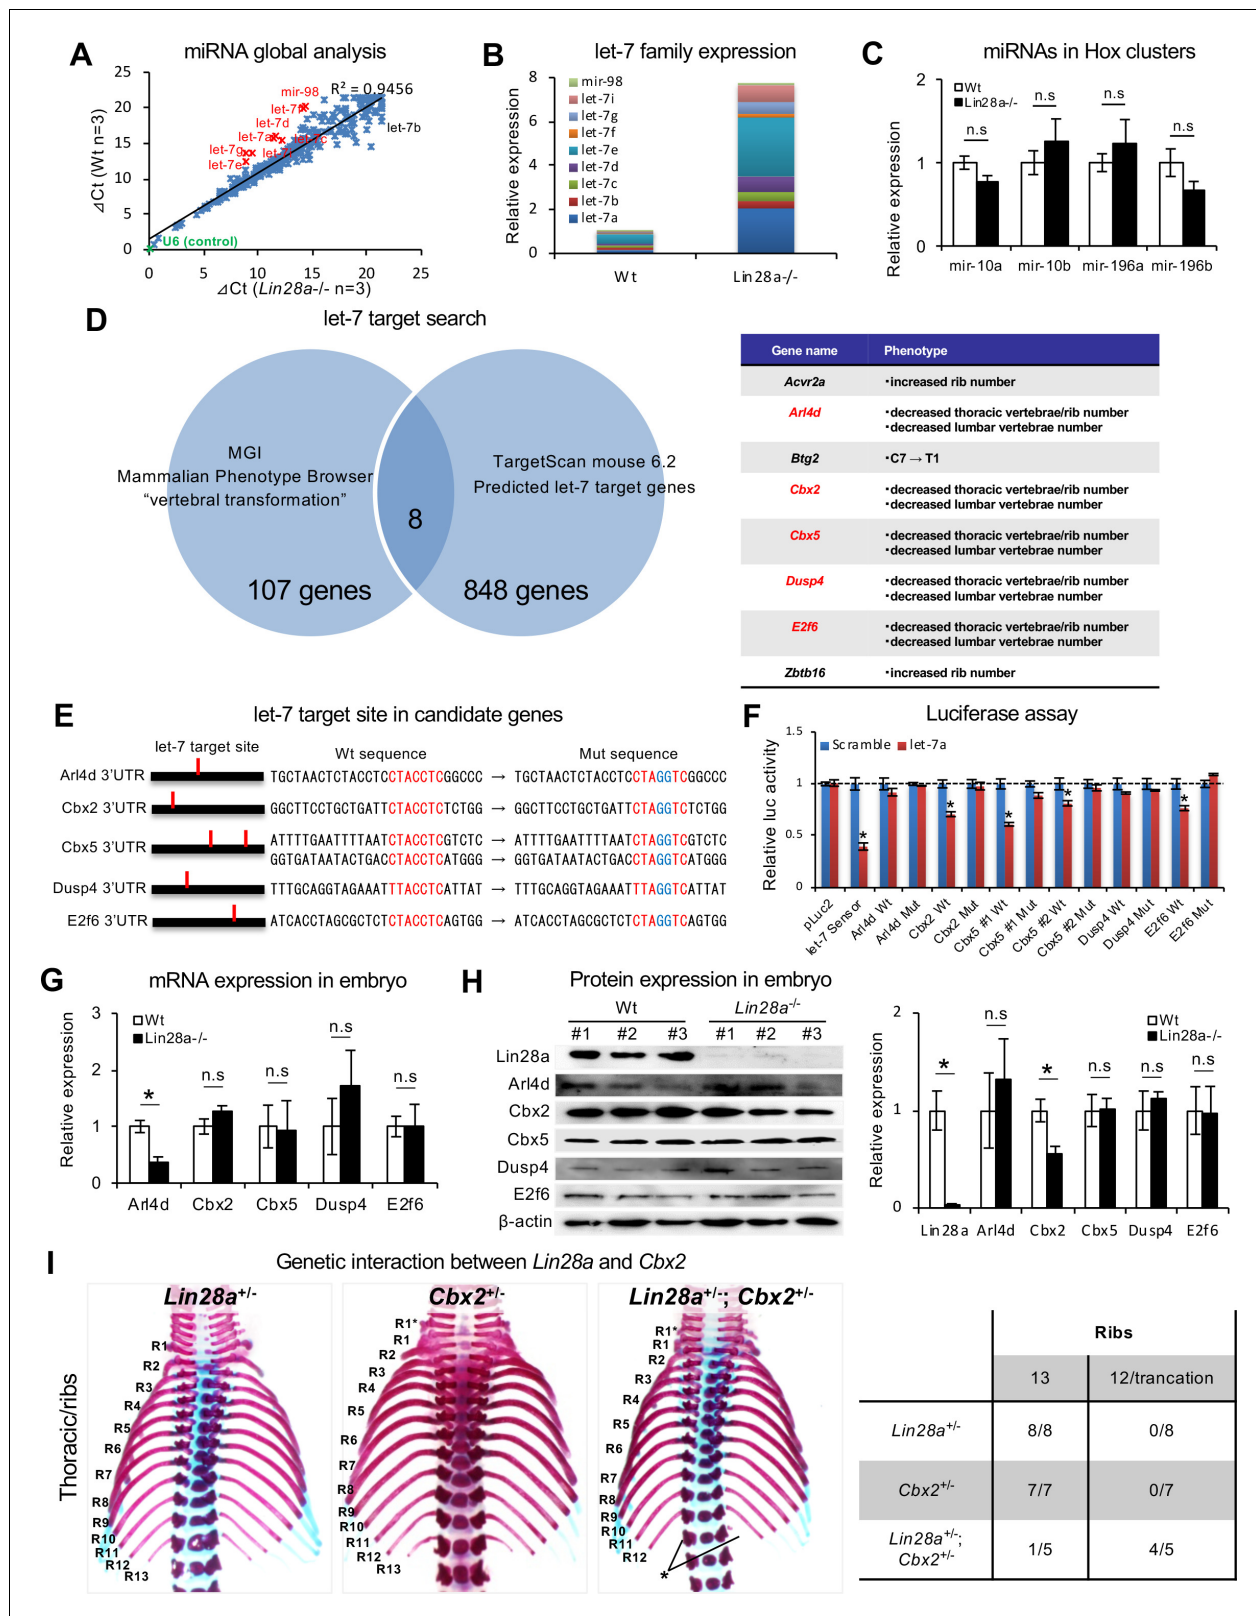 A
miRNA global analysis
25
20
15
10
5
0
0
5
10
15
20
25
⊿Ct (Wt n=3)
⊿Ct (Lin28a-/- n=3)
R² = 0.9456
mir-98
let-7d
let-7a
let-7c
let-7g
let-7e
let-7b
U6 (control)
B
let-7 family expression
8
6
4
2
0
Relative expression
mir-98
let-7i
let-7g
let-7f
let-7e
let-7d
let-7c
let-7b
let-7a
Wt
Lin28a-/-
C
miRNAs in Hox clusters
2
1
0
Relative expression
Wt
Lin28a-/-
n.s
n.s
n.s
n.s
mir-10a
mir-10b
mir-196a
mir-196b
D
let-7 target search
MGI
Mammalian Phenotype Browser
“vertebral transformation”
107 genes
8
TargetScan mouse 6.2
Predicted let-7 target genes
848 genes
Gene name Phenotype
Acvr2a ・increased rib number
Arl4d ・decreased thoracic vertebrae/rib number
・decreased lumbar vertebrae number
Btg2 ・C7 → T1
Cbx2 ・decreased thoracic vertebrae/rib number
・decreased lumbar vertebrae number
Cbx5 ・decreased thoracic vertebrae/rib number
・decreased lumbar vertebrae number
Dusp4 ・decreased thoracic vertebrae/rib number
・decreased lumbar vertebrae number
E2f6 ・decreased thoracic vertebrae/rib number
・decreased lumbar vertebrae number
Zbtb16 ・increased rib number
E
let-7 target site in candidate genes
let-7 target site
Wt sequence
Mut sequence
Arl4d 3’UTR TGCTAACTCTACCTCCTACCTCGGCCC → TGCTAACTCTACCTCCTAGGTCGGCCC
Cbx2 3’UTR GGCTTCCTGCTGATTCTACCTCTCTGG → GGCTTCCTGCTGATTCTAGGTCTCTGG
Cbx5 3’UTR ATTTTGAATTTTAATCTACCTCGTCTC → ATTTTGAATTTTAATCTAGGTCGTCTC
GGTGATAATACTGACCTACCTCATGGG → GGTGATAATACTGACCTAGGTCATGGG
Dusp4 3’UTR TTTGCAGGTAGAAATTTACCTCATTAT → TTTGCAGGTAGAAATTTAGGTCATTAT
E2f6 3’UTR ATCACCTAGCGCTCTCTACCTCAGTGG → ATCACCTAGCGCTCTCTAGGTCAGTGG
F
Luciferase assay
1.5
1
0.5
0
Relative luc activity
Scramble
let-7a
*
*
*
*
*
pLuc2
let-7 Sensor
Arl4d Wt
Arl4d Mut
Cbx2 Wt
Cbx2 Mut
Cbx5 #1 Wt
Cbx5 #1 Mut
Cbx5 #2 Wt
Cbx5 #2 Mut
Dusp4 Wt
Dusp4 Mut
E2f6 Wt
E2f6 Mut
G
mRNA expression in embryo
3
2
1
0
Relative expression
Wt
Lin28a-/-
*
n.s
n.s
n.s
n.s
Arl4d
Cbx2
Cbx5
Dusp4
E2f6
H
Protein expression in embryo
Wt
Lin28a-/-
#1 #2 #3 #1 #2 #3
Lin28a
Arl4d
Cbx2
Cbx5
Dusp4
E2f6
β-actin
2
1
0
Relative expression
Wt
Lin28a-/-
*
n.s
*
n.s
n.s
n.s
Lin28a
Arl4d
Cbx2
Cbx5
Dusp4
E2f6
I
Genetic interaction between Lin28a and Cbx2
Thoracic/ribs
Lin28a+/-
R1
R2
R3
R4
R5
R6
R7
R8
R9
R10
R11
R12
R13
Cbx2+/-
R1*
R1
R2
R3
R4
R5
R6
R7
R8
R9
R10
R11
R12
R13
Lin28a+/-; Cbx2+/-
R1*
R1
R2
R3
R4
R5
R6
R7
R8
R9
R10
R11
R12
*
Ribs
13 12/trancation
Lin28a+/- 8/8 0/8
Cbx2+/- 7/7 0/7
Lin28a+/-;
Cbx2+/- 1/5 4/5